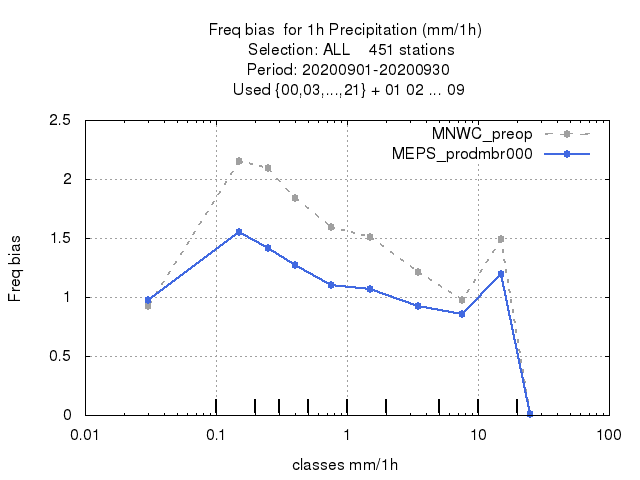 Freq bias  for 1h Precipitation (mm/1h)
Selection: ALL    451 stations
Period: 20200901-20200930
Used {00,03,...,21} + 01 02 ... 09
MNWC_preop
MEPS_prodmbr000
2.5
2
1.5
1
0.5
0
Freq bias
0.01 0.1 1 10 100
classes mm/1h